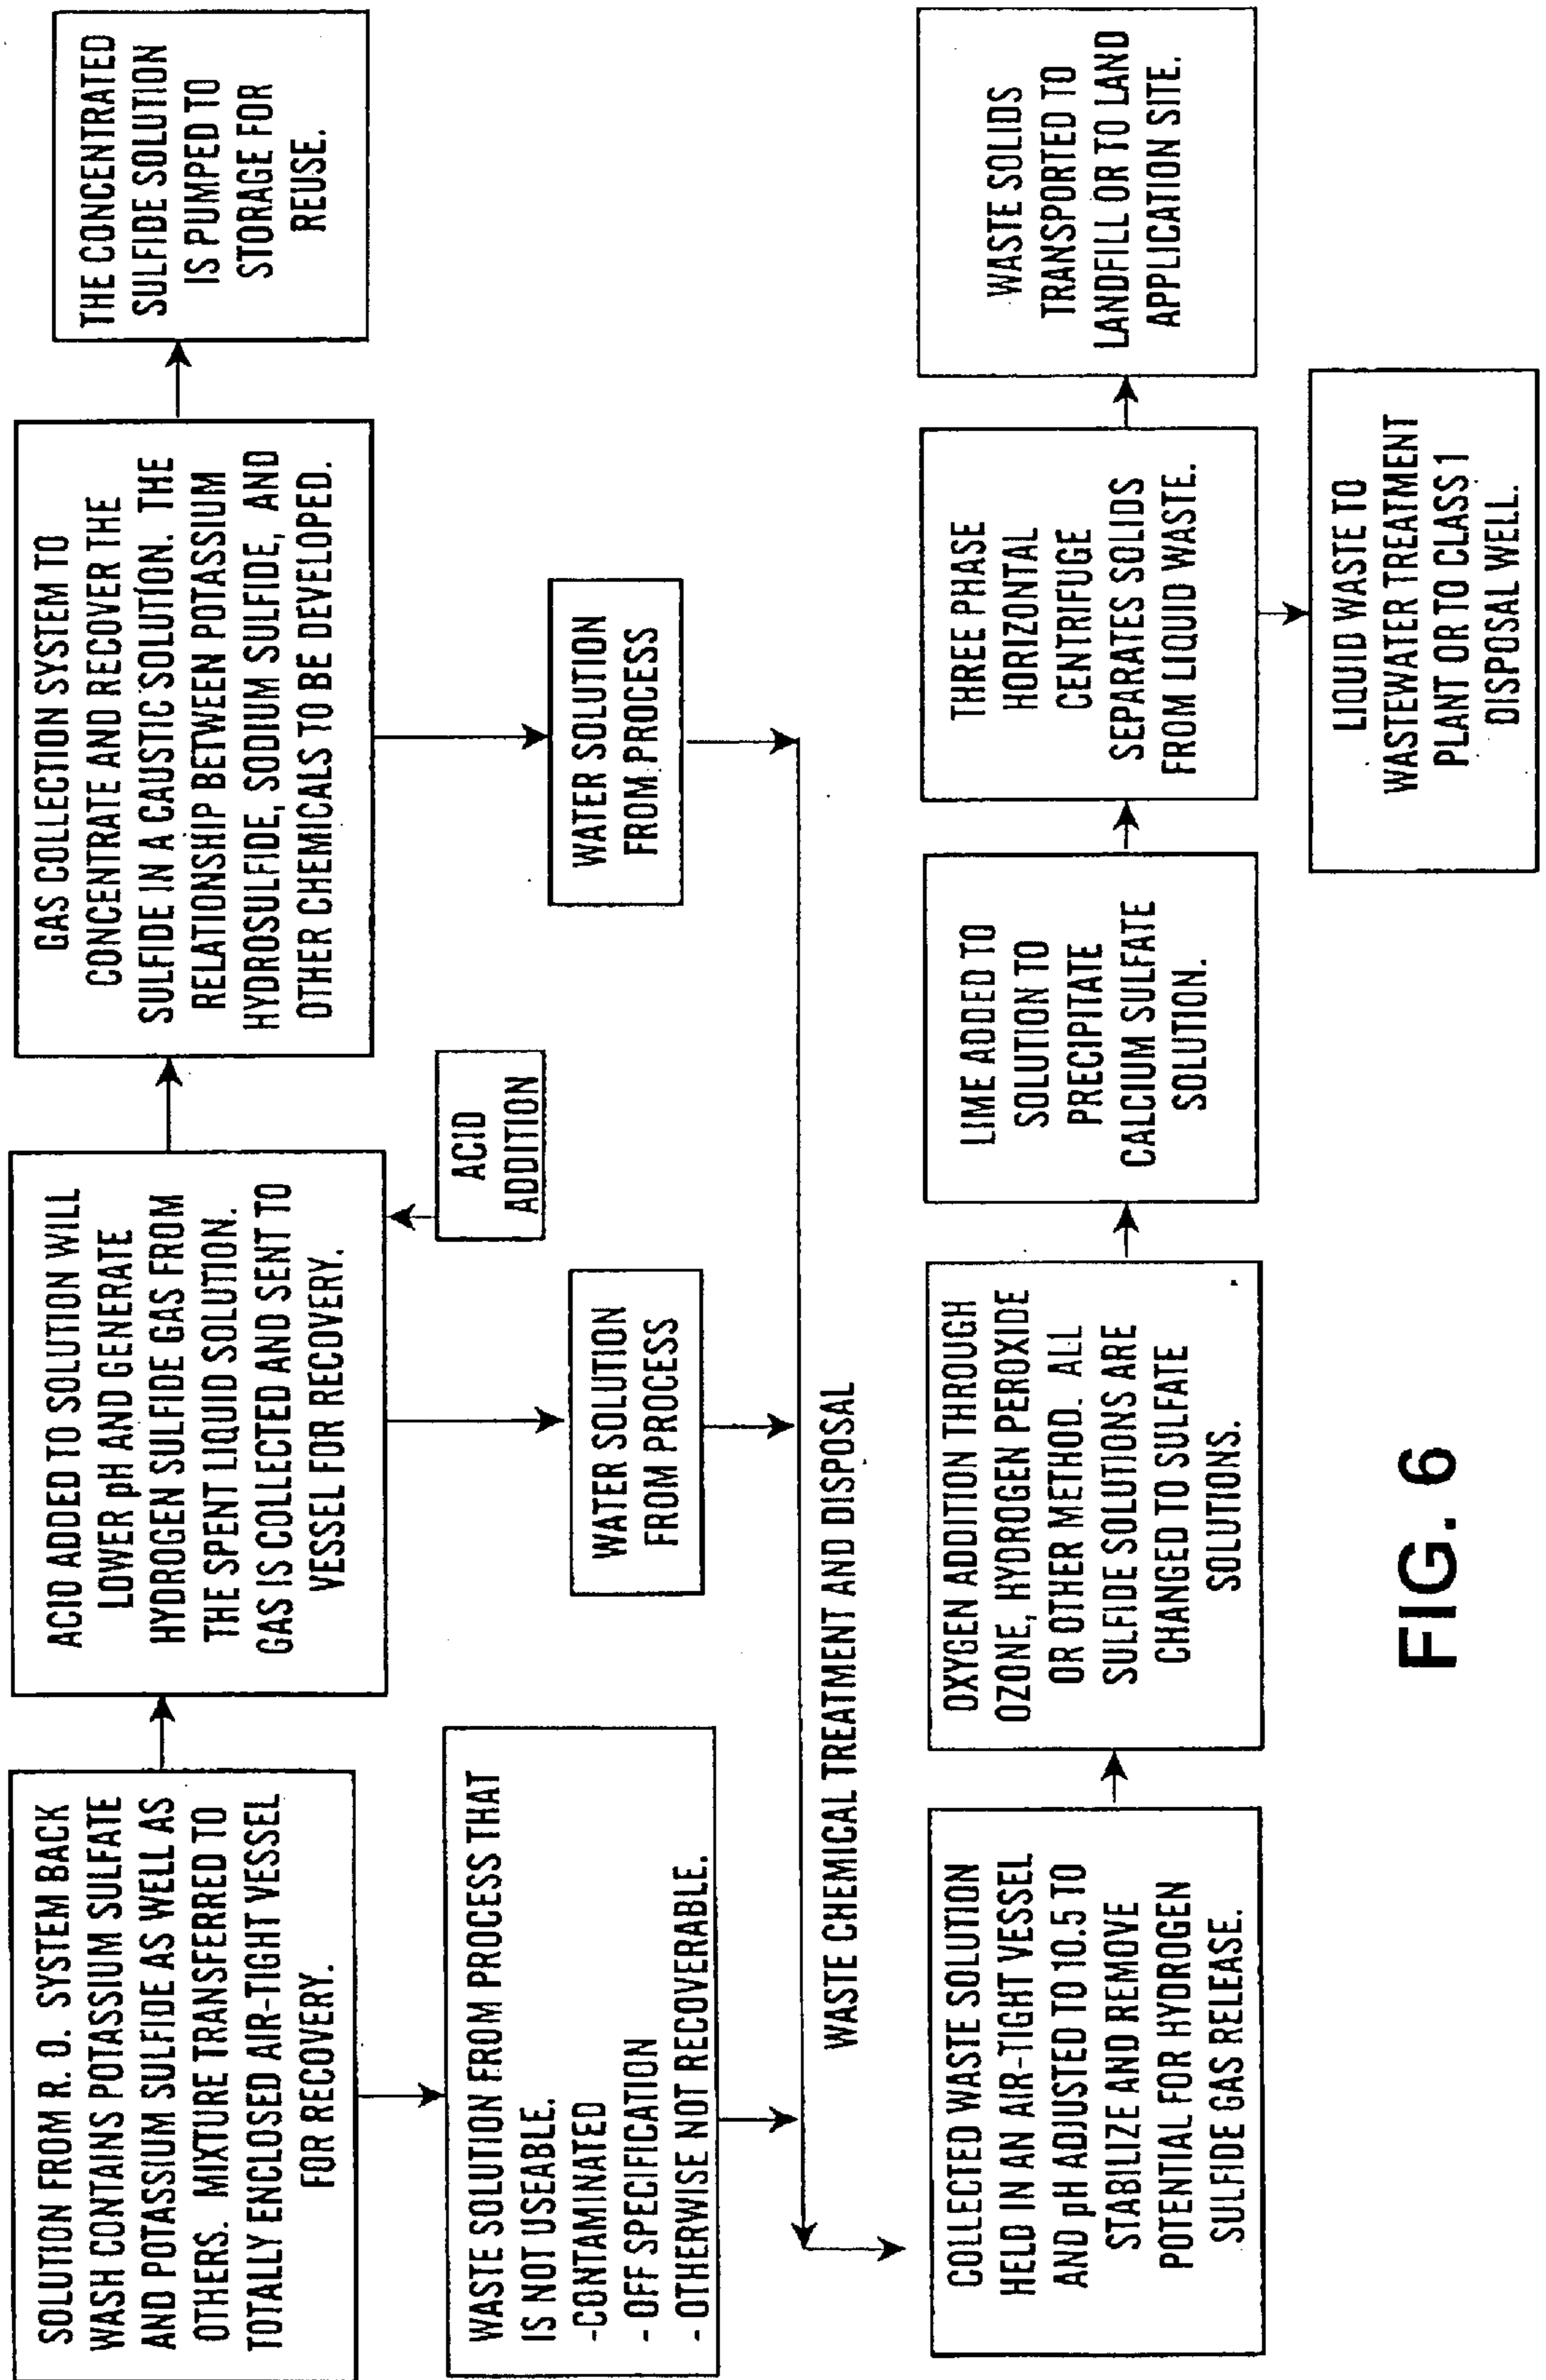 SOLUTION FROM R. O. SYSTEM BACK
WASH CONTAINS POTASSIUM SULFATE
AND POTASSIUM SULFIDE AS WELL AS
OTHERS. MIXTURE TRANSFERRED TO
TOTALLY ENCLOSED AIR-TIGHT VESSEL
FOR RECOVERY.
ACID ADDED TO SOLUTION WILL
LOWER pH AND GENERATE
HYDROGEN SULFIDE GAS FROM
THE SPENT LIQUID SOLUTION.
GAS IS COLLECTED AND SENT TO
VESSEL FOR RECOVERY.
GAS COLLECTION SYSTEM TO
CONCENTRATE AND RECOVER THE
SULFIDE IN A CAUSTIC SOLUTION. THE
RELATIONSHIP BETWEEN POTASSIUM
HYDROSULFIDE, SODIUM SULFIDE, AND
OTHER CHEMICALS TO BE DEVELOPED.
THE CONCENTRATED
SULFIDE SOLUTION
IS PUMPED TO
STORAGE FOR
REUSE.
ACID
ADDITION
WASTE SOLUTION FROM PROCESS THAT
IS NOT USEABLE.
-CONTAMINATED
- OFF SPECIFICATION
- OTHERWISE NOT RECOVERABLE.
WATER SOLUTION
FROM PROCESS
WATER SOLUTION
FROM PROCESS
WASTE CHEMICAL TREATMENT AND DISPOSAL
COLLECTED WASTE SOLUTION
HELD IN AN AIR-TIGHT VESSEL
AND pH ADJUSTED TO 10.5 TO
STABILIZE AND REMOVE
POTENTIAL FOR HYDROGEN
SULFIDE GAS RELEASE.
OXYGEN ADDITION THROUGH
OZONE, HYDROGEN PEROXIDE
OR OTHER METHOD. ALL
SULFIDE SOLUTIONS ARE
CHANGED TO SULFATE
SOLUTIONS.
LIME ADDED TO
SOLUTION TO
PRECIPITATE
CALCIUM SULFATE
SOLUTION.
THREE PHASE
HORIZONTAL
CENTRIFUGE
SEPARATES SOLIDS
FROM LIQUID WASTE.
WASTE SOLIDS
TRANSPORTED TO
LANDFILL OR TO LAND
APPLICATION SITE.
LIQUID WASTE TO
WASTEWATER TREATMENT
PLANT OR TO CLASS 1
DISPOSAL WELL.
FIG. 6